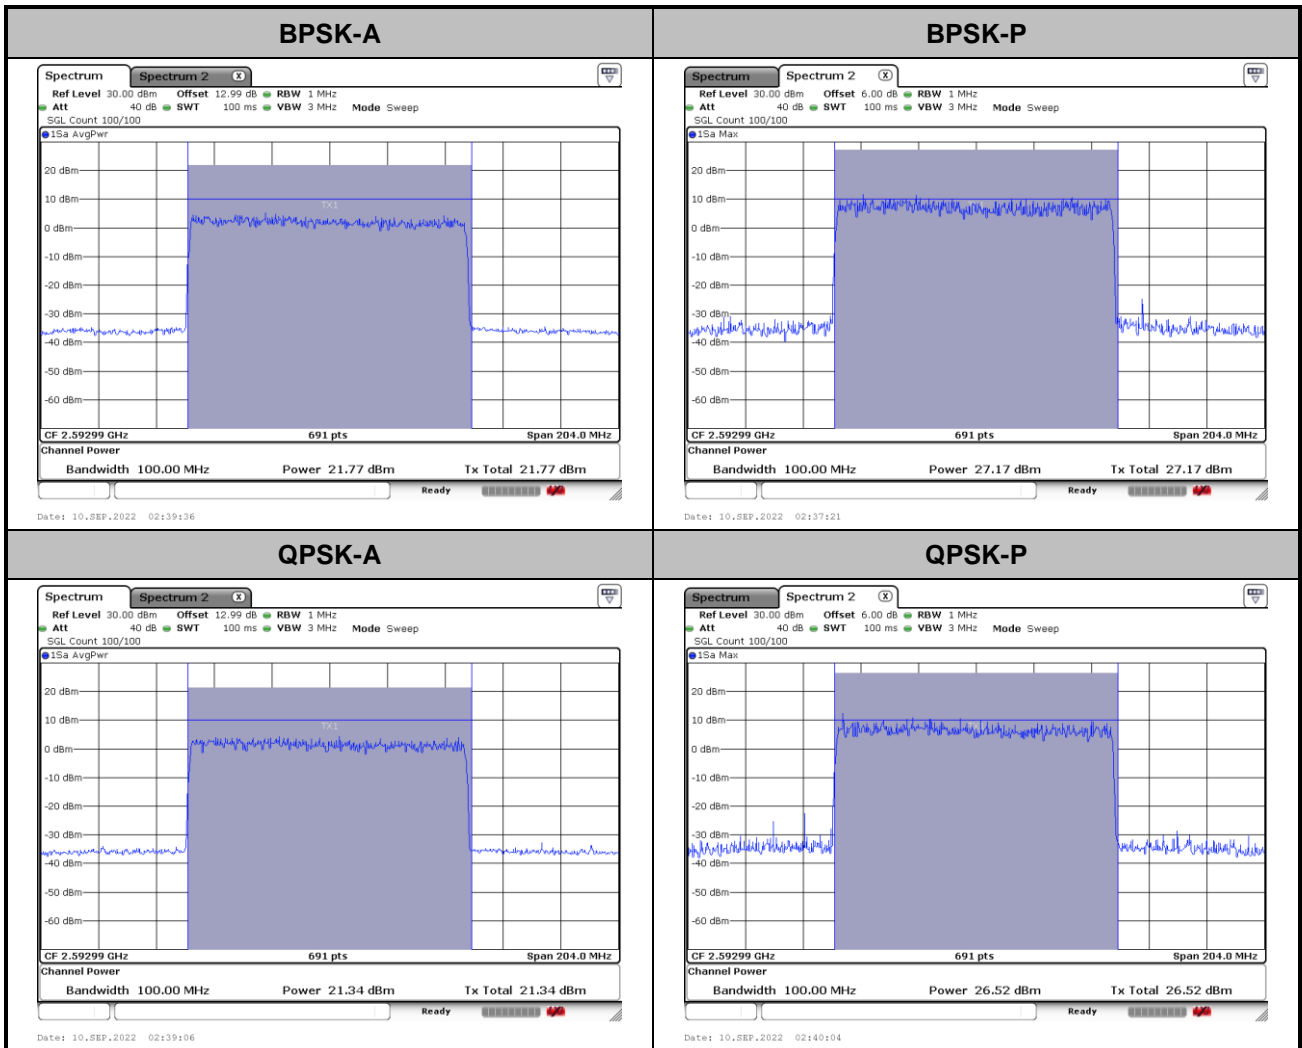 BPSK-A
BPSK-P
Spectrum Spectrum 2 X
Ref Level 30.00 dBm Offset 12.99 dB RBW 1 MHz
Att 40 dB SWT 100 ms VBW 3 MHz Mode Sweep
SGL Count 100/100
1Sa AvgPwr
20 dBm
10 dBm
TX1
0 dBm
-10 dBm
-20 dBm
-30 dBm
-40 dBm
-50 dBm
-60 dBm
CF 2.59299 GHz 691 pts Span 204.0 MHz
Channel Power
Bandwidth 100.00 MHz Power 21.77 dBm Tx Total 21.77 dBm
Ready
Date: 10.SEP.2022 02:39:36
Spectrum Spectrum 2 X
Ref Level 30.00 dBm Offset 6.00 dB RBW 1 MHz
Att 40 dB SWT 100 ms VBW 3 MHz Mode Sweep
SGL Count 100/100
1Sa Max
20 dBm
10 dBm
0 dBm
-10 dBm
-20 dBm
-30 dBm
-40 dBm
-50 dBm
-60 dBm
CF 2.59299 GHz 691 pts Span 204.0 MHz
Channel Power
Bandwidth 100.00 MHz Power 27.17 dBm Tx Total 27.17 dBm
Ready
Date: 10.SEP.2022 02:37:21
QPSK-A
QPSK-P
Spectrum Spectrum 2 X
Ref Level 30.00 dBm Offset 12.99 dB RBW 1 MHz
Att 40 dB SWT 100 ms VBW 3 MHz Mode Sweep
SGL Count 100/100
1Sa AvgPwr
20 dBm
10 dBm
TX1
0 dBm
-10 dBm
-20 dBm
-30 dBm
-40 dBm
-50 dBm
-60 dBm
CF 2.59299 GHz 691 pts Span 204.0 MHz
Channel Power
Bandwidth 100.00 MHz Power 21.34 dBm Tx Total 21.34 dBm
Ready
Date: 10.SEP.2022 02:39:06
Spectrum Spectrum 2 X
Ref Level 30.00 dBm Offset 6.00 dB RBW 1 MHz
Att 40 dB SWT 100 ms VBW 3 MHz Mode Sweep
SGL Count 100/100
1Sa Max
20 dBm
10 dBm
0 dBm
-10 dBm
-20 dBm
-30 dBm
-40 dBm
-50 dBm
-60 dBm
CF 2.59299 GHz 691 pts Span 204.0 MHz
Channel Power
Bandwidth 100.00 MHz Power 26.52 dBm Tx Total 26.52 dBm
Ready
Date: 10.SEP.2022 02:40:04